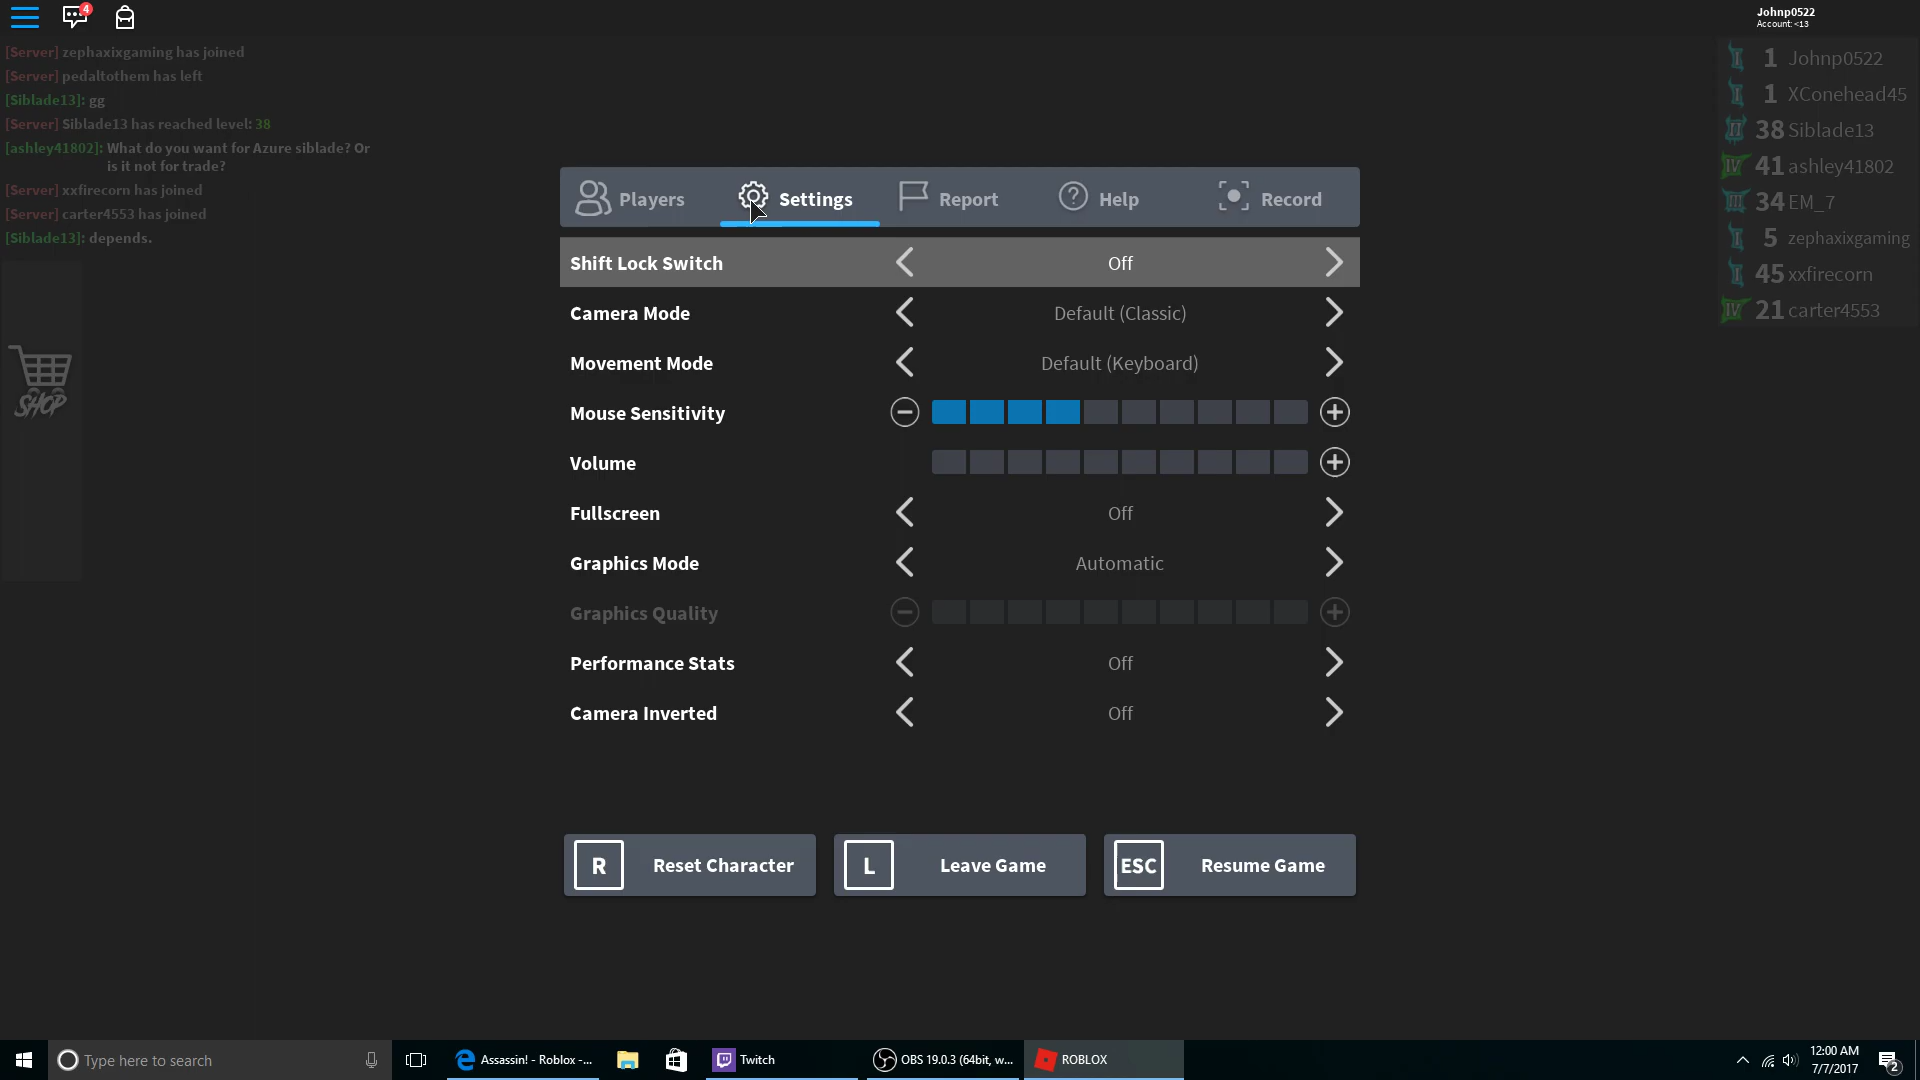 4
Johnp0522
Account: <13
[Server] zephaxixgaming has joined
[Server] pedaltothem has left
[Siblade13]: gg
[Server] Siblade13 has reached level: 38
[ashley41802]: What do you want for Azure siblade? Or
is it not for trade?
[Server] xxfirecorn has joined
[Server] carter4553 has joined
[Siblade13]: depends.
SHOP
I 1 Johnp0522
I 1 XConehead45
II 38 Siblade13
IV 41 ashley41802
III 34 EM_7
I 5 zephaxixgaming
I 45 xxfirecorn
IV 21 carter4553
Players Settings Report Help Record
Shift Lock Switch Off
Camera Mode Default (Classic)
Movement Mode Default (Keyboard)
Mouse Sensitivity
Volume
Fullscreen Off
Graphics Mode Automatic
Graphics Quality
Performance Stats Off
Camera Inverted Off
R Reset Character L Leave Game ESC Resume Game
Type here to search
Assassin! - Roblox -...
Twitch
OBS 19.0.3 (64bit, w...
ROBLOX
12:00 AM
7/7/2017
2